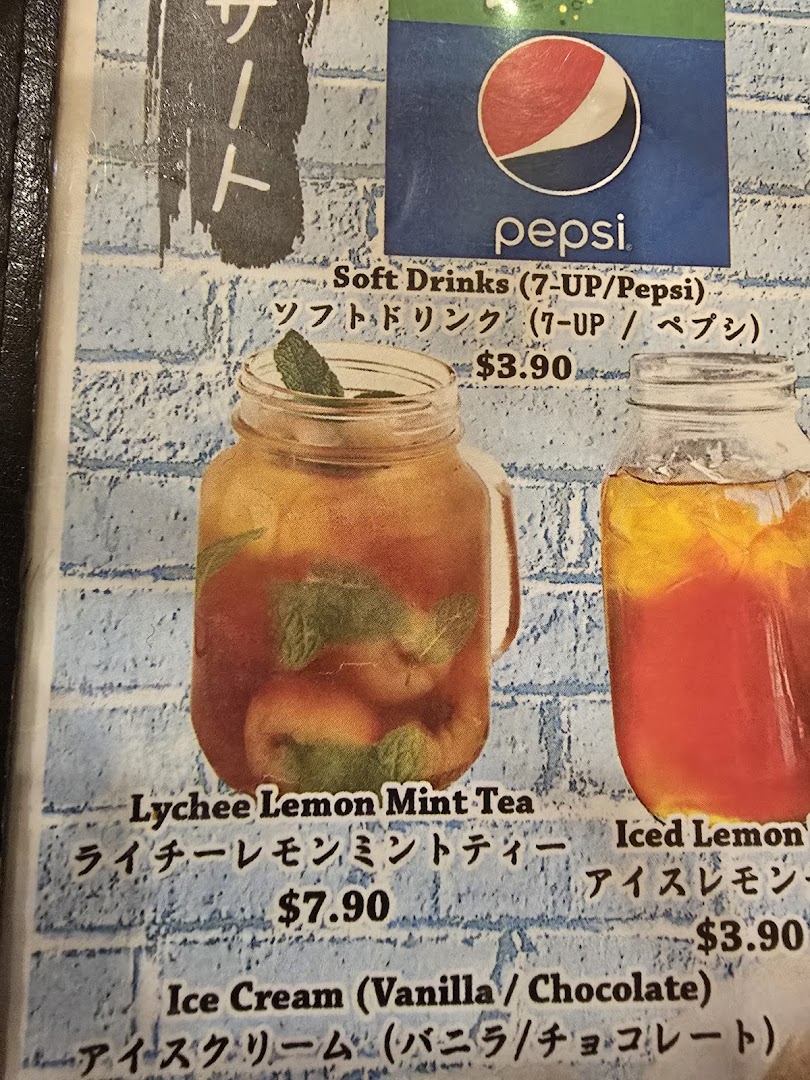 サート
pepsi
Soft Drinks (7-UP/Pepsi)
ソフトドリンク (7-UP / ペプシ)
$3.90
Lychee Lemon Mint Tea
ライチーレモンミントティー
$7.90
Iced Lemon
アイスレモン
$3.90
Ice Cream (Vanilla / Chocolate)
アイスクリーム (バニラ/チョコレート)